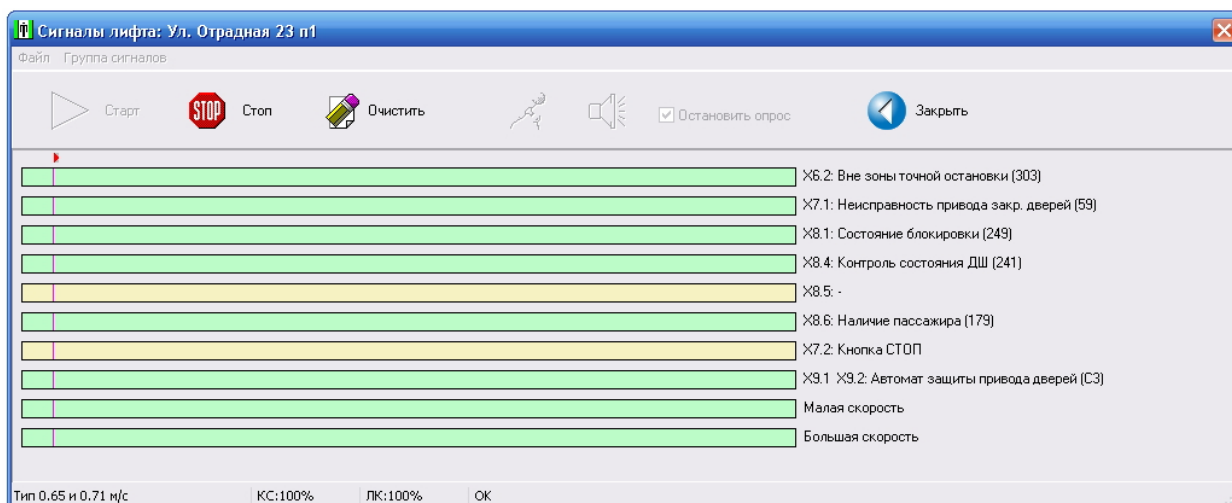 Сигналы лифта: Ул. Отрадная 23 п1
Файл Группа сигналов
Старт STOP Стоп Очистить Остановить опрос Закрыть
X6.2: Вне зоны точной остановки (303)
X7.1: Неисправность привода закр. дверей (59)
X8.1: Состояние блокировки (249)
X8.4: Контроль состояния ДШ (241)
X8.5: -
X8.6: Наличие пассажира (179)
X7.2: Кнопка СТОП
X9.1 X9.2: Автомат защиты привода дверей (С3)
Малая скорость
Большая скорость
Тип 0.65 и 0.71 м/с КС:100% ЛК:100% ОК